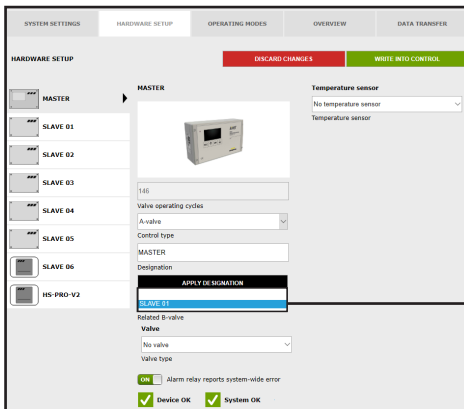 SYSTEM SETTINGS
HARDWARE SETUP
OPERATING MODES
OVERVIEW
DATA TRANSFER
HARDWARE SETUP
DISCARD CHANGES
WRITE INTO CONTROL
MASTER
SLAVE 01
SLAVE 02
SLAVE 03
SLAVE 04
SLAVE 05
SLAVE 06
HS-PRO-V2
MASTER
146
Valve operating cycles
A-valve
Control type
MASTER
Designation
APPLY DESIGNATION
SLAVE 01
Related B-valve
Valve
No valve
Valve type
ON Alarm relay reports system-wide error
Device OK System OK
Temperature sensor
No temperature sensor
Temperature sensor